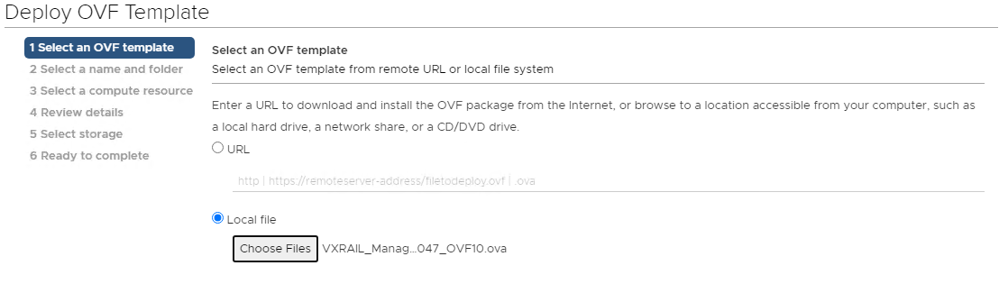 Deploy OVF Template
1 Select an OVF template
2 Select a name and folder
3 Select a compute resource
4 Review details
5 Select storage
6 Ready to complete
Select an OVF template
Select an OVF template from remote URL or local file system
Enter a URL to download and install the OVF package from the Internet, or browse to a location accessible from your computer, such as
a local hard drive, a network share, or a CD/DVD drive.
URL
http | https://remoteserver-address/filetodeploy.ovf | .ova
Local file
Choose Files VXRAIL_Manag...047_OVF10.ova